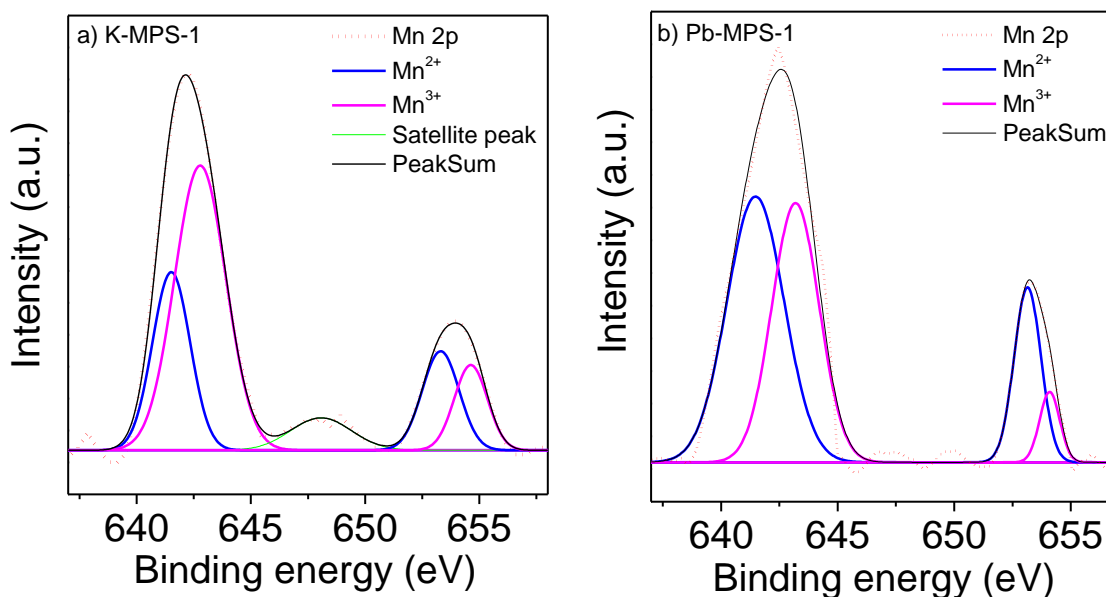 a) K-MPS-1
Mn 2p
Mn²⁺
Mn³⁺
Satellite peak
PeakSum
Intensity (a.u.)
640 645 650 655
Binding energy (eV)
b) Pb-MPS-1
Mn 2p
Mn²⁺
Mn³⁺
PeakSum
Intensity (a.u.)
640 645 650 655
Binding energy (eV)